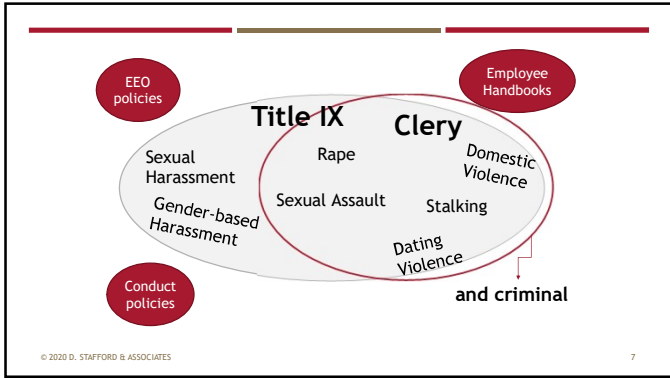 EEO
policies
Employee
Handbooks
Title IX
Clery
Sexual
Harassment
Rape
Domestic
Violence
Gender-based
Harassment
Sexual Assault
Stalking
Dating
Violence
Conduct
policies
and criminal
© 2020 D. STAFFORD & ASSOCIATES
7